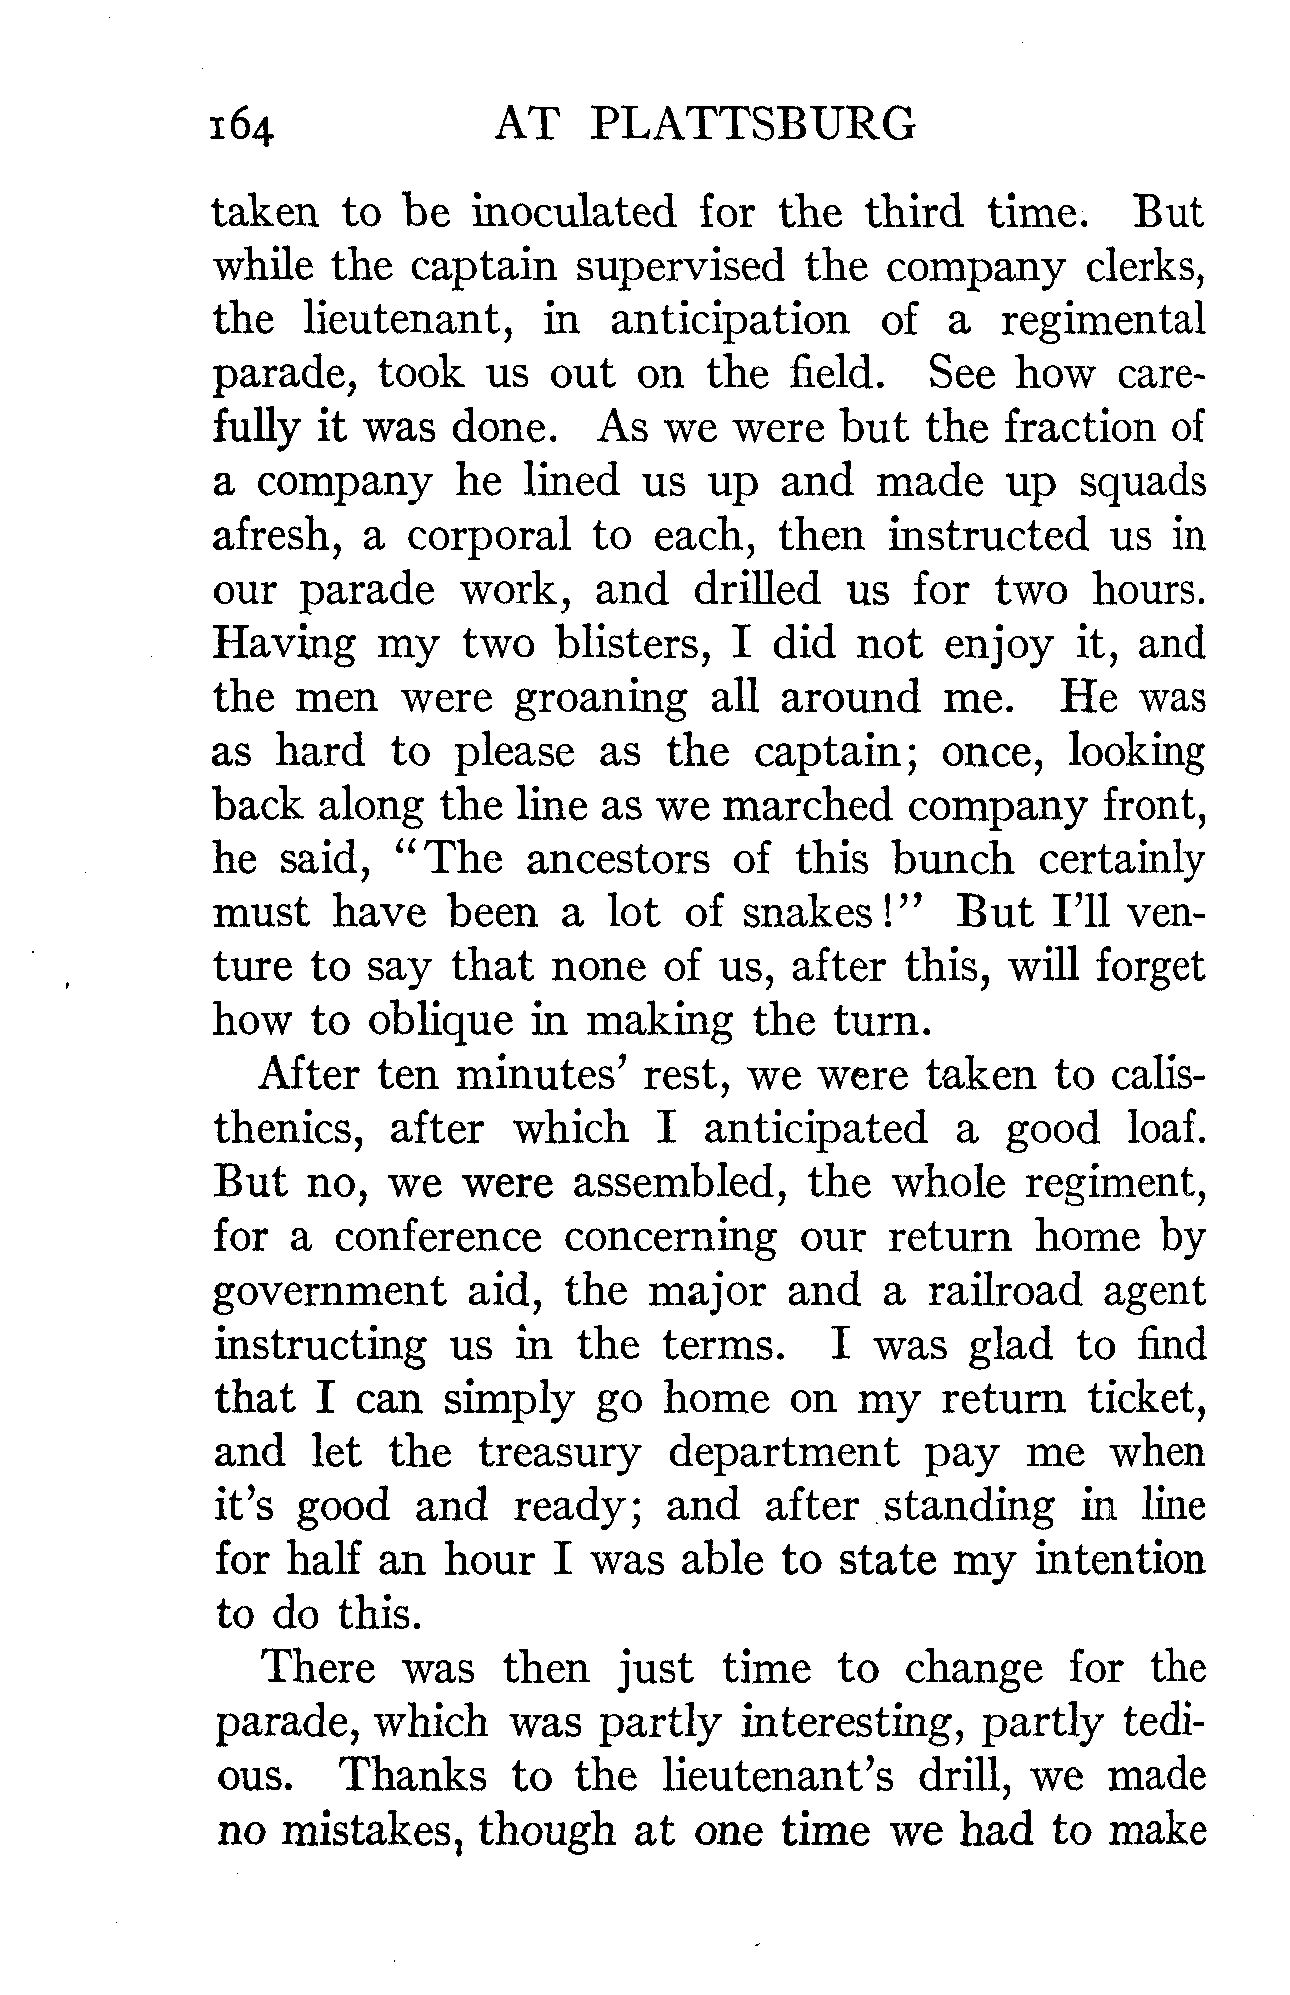 164 AT PLATTSBURG
taken to be inoculated for the third time. But
while the captain supervised the company clerks,
the lieutenant, in anticipation of a regimental
parade, took us out on the field. See how care-
fully it was done. As we were but the fraction of
a company he lined us up and made up squads
afresh, a corporal to each, then instructed us in
our parade work, and drilled us for two hours.
Having my two blisters, I did not enjoy it, and
the men were groaning all around me. He was
as hard to please as the captain; once, looking
back along the line as we marched company front,
he said, "The ancestors of this bunch certainly
must have been a lot of snakes!" But I'll ven-
ture to say that none of us, after this, will forget
how to oblique in making the turn.
After ten minutes' rest, we were taken to calis-
thenics, after which I anticipated a good loaf.
But no, we were assembled, the whole regiment,
for a conference concerning our return home by
government aid, the major and a railroad agent
instructing us in the terms. I was glad to find
that I can simply go home on my return ticket,
and let the treasury department pay me when
it's good and ready; and after standing in line
for half an hour I was able to state my intention
to do this.
There was then just time to change for the
parade, which was partly interesting, partly tedi-
ous. Thanks to the lieutenant's drill, we made
no mistakes, though at one time we had to make